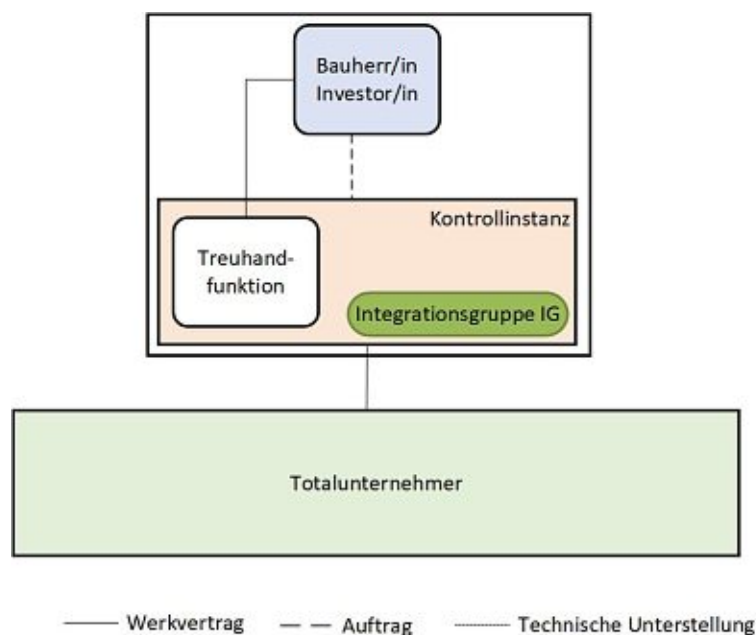 Bauherr/in
Investor/in
Kontrollinstanz
Treuhand-
funktion
Integrationsgruppe IG
Totalunternehmer
Werkvertrag
Auftrag
Technische Unterstellung